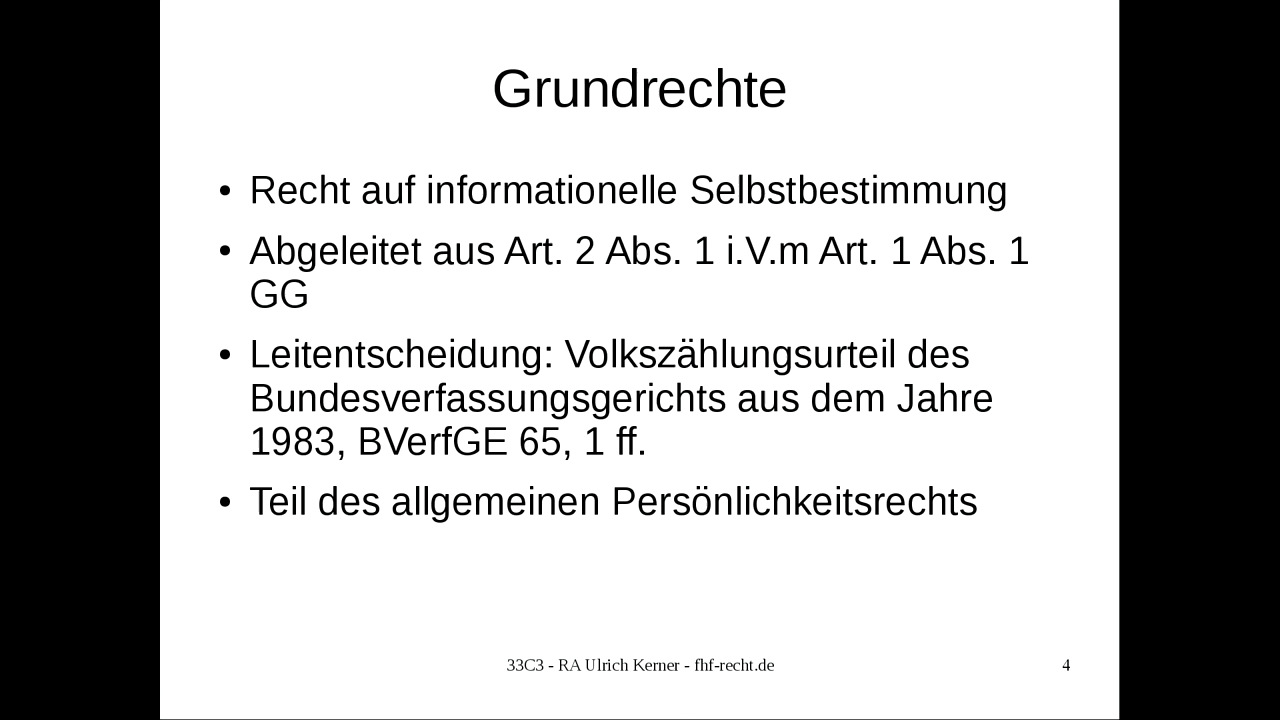 Grundrechte
• Recht auf informationelle Selbstbestimmung
• Abgeleitet aus Art. 2 Abs. 1 i.V.m Art. 1 Abs. 1
GG
• Leitentscheidung: Volkszählungsurteil des
Bundesverfassungsgerichts aus dem Jahre
1983, BVerfGE 65, 1 ff.
• Teil des allgemeinen Persönlichkeitsrechts
33C3 - RA Ulrich Kerner - fhf-recht.de 4